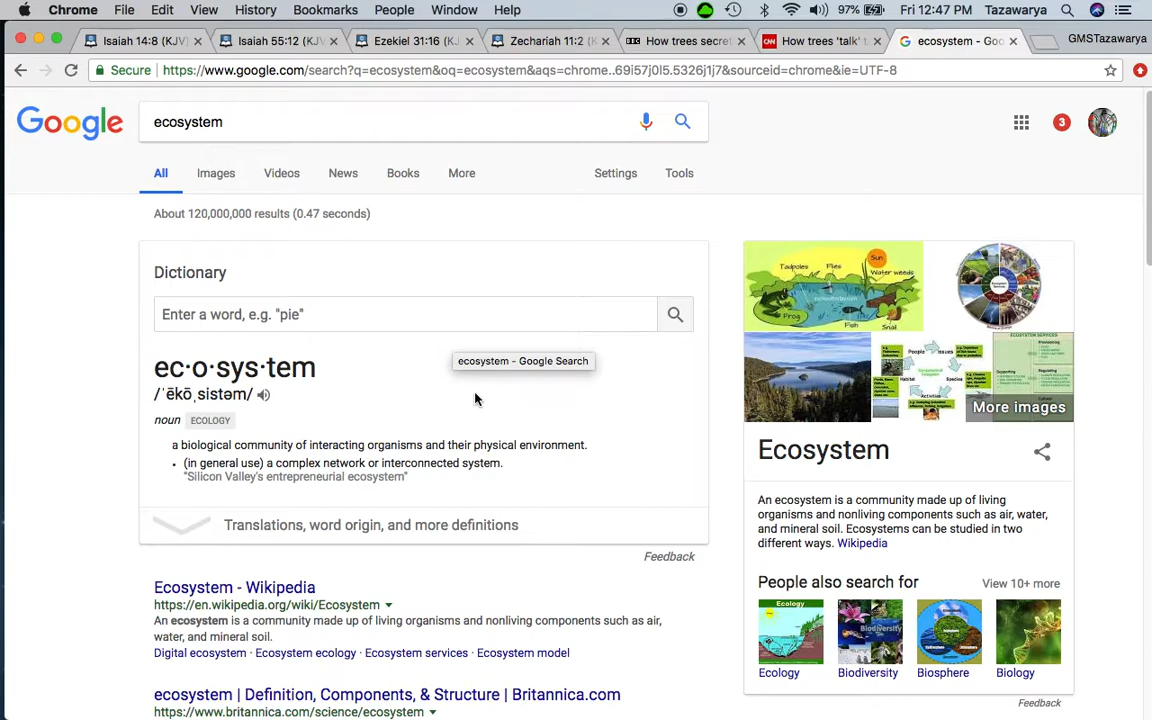 Chrome File Edit View History Bookmarks People Window Help 97% Fri 12:47 PM Tazawarya
Isaiah 14:8 (KJV) Isaiah 55:12 (KJV Ezekiel 31:16 (KJV Zechariah 11:2 (K How trees secret How trees 'talk' t ecosystem - Goo GMSTazawarya
Secure https://www.google.com/search?q=ecosystem&oq=ecosystem&aqs=chrome..69i57j0l5.5326j1j7&sourceid=chrome&ie=UTF-8
Google ecosystem 3
All Images Videos News Books More Settings Tools
About 120,000,000 results (0.47 seconds)
Dictionary
Enter a word, e.g. "pie"
ecosystem - Google Search
ec·o·sys·tem
/ˈēkōˌsistəm/
noun ECOLOGY
a biological community of interacting organisms and their physical environment.
• (in general use) a complex network or interconnected system.
"Silicon Valley's entrepreneurial ecosystem"
Translations, word origin, and more definitions
Feedback
Ecosystem - Wikipedia
https://en.wikipedia.org/wiki/Ecosystem
An ecosystem is a community made up of living organisms and nonliving components such as air,
water, and mineral soil.
Digital ecosystem · Ecosystem ecology · Ecosystem services · Ecosystem model
ecosystem | Definition, Components, & Structure | Britannica.com
https://www.britannica.com/science/ecosystem
Sun
Tadpoles Flies Water weeds
Frog Fish Snail
People Issues
Habitat Species
Activities
More images
Ecosystem
An ecosystem is a community made up of living
organisms and nonliving components such as air, water,
and mineral soil. Ecosystems can be studied in two
different ways. Wikipedia
People also search for View 10+ more
Ecology
Biodiversity
Ecology Biodiversity Biosphere Biology
Feedback